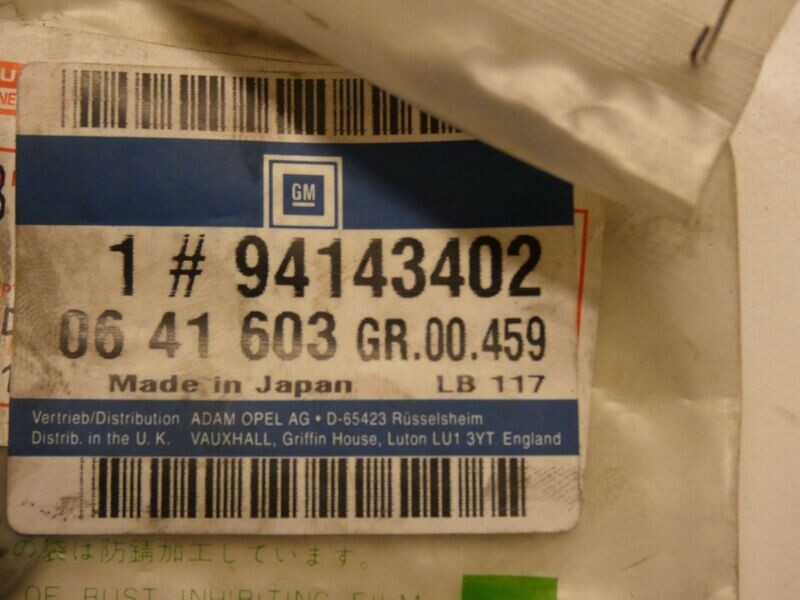 GM
1 # 94143402
06 41 603 GR.00.459
Made in Japan LB 117
Vertrieb/Distribution ADAM OPEL AG • D-65423 Rüsselsheim
Distrib. in the U. K. VAUXHALL, Griffin House, Luton LU1 3YT England
の袋は防錆加工しています。
OF RUST INHIBITING FILM